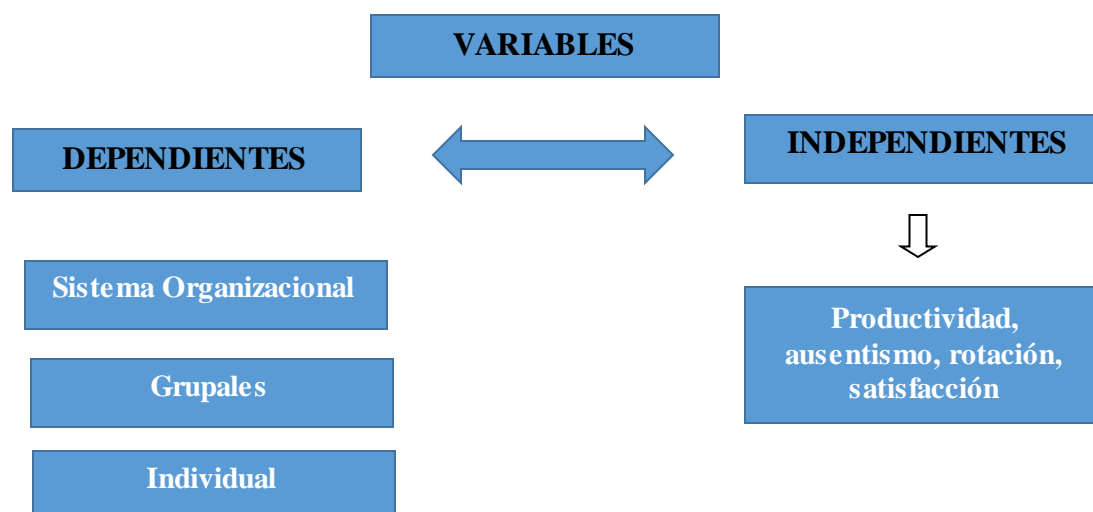 VARIABLES
DEPENDIENTES
INDEPENDIENTES
Sistema Organizacional
Grupales
Individual
Productividad,
ausentismo, rotación,
satisfacción